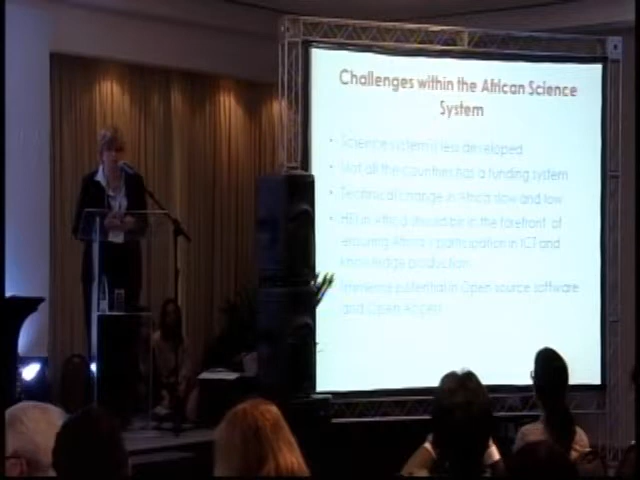 Challenges within the African Science
System
• Science system is less developed
• Not all the countries has a funding system
• Technical change in Africa slow and low
• HEI in Africa should be in the forefront of
ensuring Africa's participation in ICT and
knowledge production
• Immense potential in Open source software
and Open Access